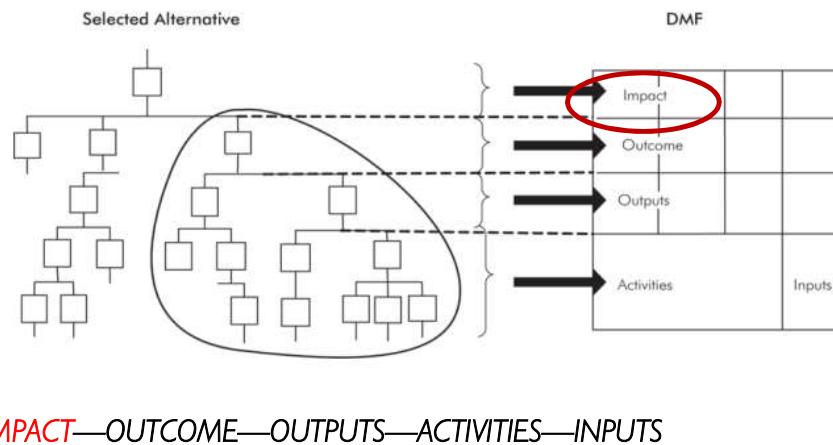 Selected Alternative
DMF
Impact
Outcome
Outputs
Activities
Inputs
MPACT—OUTCOME—OUTPUTS—ACTIVITIES—INPUTS